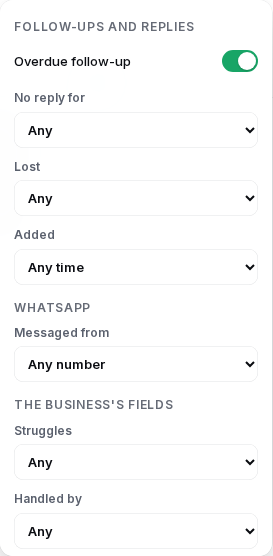 FOLLOW-UPS AND REPLIES
Overdue follow-up
No reply for
Any
Lost
Any
Added
Any time
WHATSAPP
Messaged from
Any number
THE BUSINESS'S FIELDS
Struggles
Any
Handled by
Any